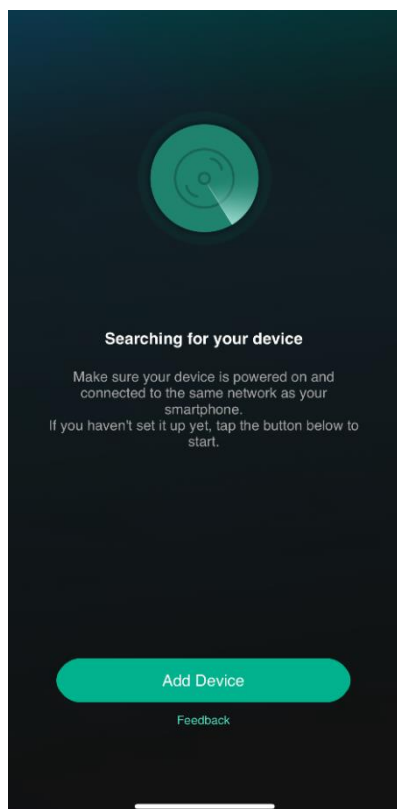 Searching for your device
Make sure your device is powered on and
connected to the same network as your
smartphone.
If you haven't set it up yet, tap the button below to
start.
Add Device
Feedback